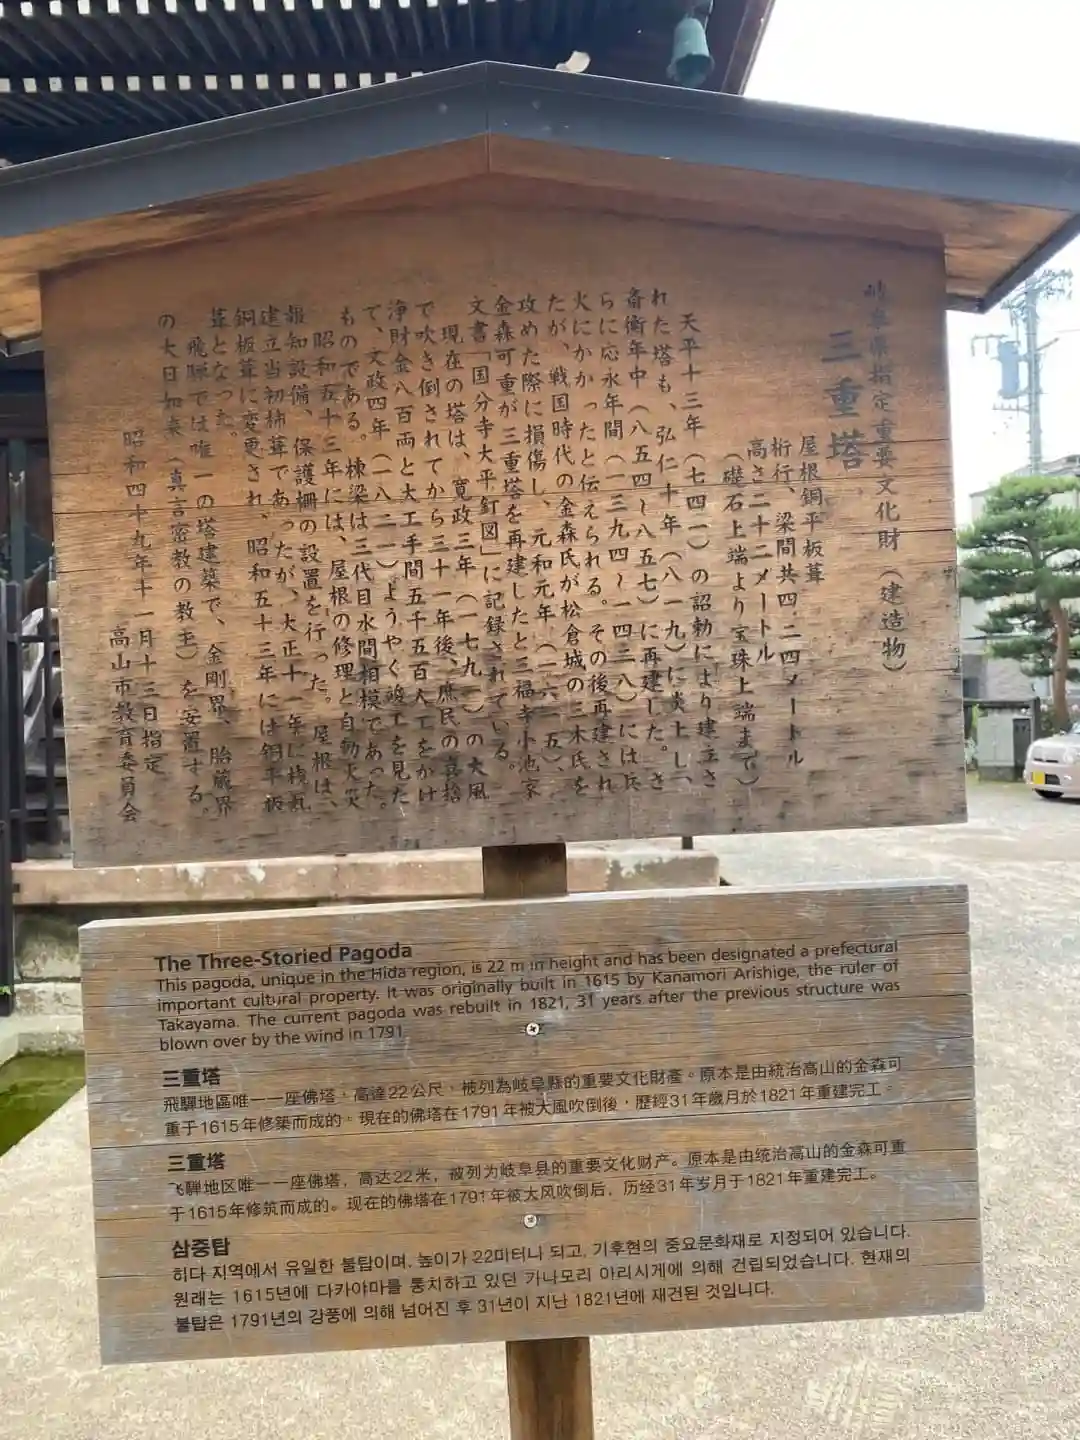 岐阜県指定重要文化財（建造物）
三重塔
屋根銅平板葺
桁行、梁間共四・二四メートル
高さ二十二メートル
（礎石上端より宝珠上端まで）
天平十三年（七四一）の詔勅により建立さ
れた塔も、弘仁十年（八一九）に炎上し、
斉衡年中（八五四〜八五七）に再建した。さ
らに応永年間（一三九四〜一四二八）には兵
火にかかったと伝えられる。その後再建され
たが、戦国時代の金森氏が松倉城の三木氏を
攻めた際に損傷し、元和元年（一六一五）、
金森可重が三重塔を再建したと三福寺小池家
文書「国分寺大平釘図」に記録されている。
現在の塔は、寛政三年（一七九一）の大風
で吹き倒されてから三十一年後、庶民の喜捨
浄財金八百両と大工手間五千五百人工をかけ
て、文政四年（一八二一）ようやく竣工を見た
ものである。棟梁は三代目水間相模であった。
昭和五十三年には、屋根の修理と自動火災
報知設備、保護柵の設置を行った。屋根は、
建立当初杮葺であったが、大正十一年に桟瓦
銅板葺に変更され、昭和五十三年には銅平板
葺となった。
飛騨では唯一の塔建築で、金剛界、胎蔵界
の大日如来（真言密教の教主）を安置する。
昭和四十九年十一月十三日指定
高山市教育委員会
The Three-Storied Pagoda
This pagoda, unique in the Hida region, is 22 m in height and has been designated a prefectural
important cultural property. It was originally built in 1615 by Kanamori Arishige, the ruler of
Takayama. The current pagoda was rebuilt in 1821, 31 years after the previous structure was
blown over by the wind in 1791.
三重塔
飛驒地區唯一一座佛塔，高達22公尺，被列為岐阜縣的重要文化財產。原本是由統治高山的金森可
重于1615年修築而成的。現在的佛塔在1791年被大風吹倒後，歷經31年歲月於1821年重建完工。
三重塔
飞騨地区唯一一座佛塔，高达22米，被列为岐阜县的重要文化财产。原本是由统治高山的金森可重
于1615年修筑而成的。现在的佛塔在1791年被大风吹倒后，历经31年岁月于1821年重建完工。
삼중탑
히다 지역에서 유일한 불탑이며, 높이가 22미터나 되고, 기후현의 중요문화재로 지정되어 있습니다.
원래는 1615년에 다카야마를 통치하고 있던 카나모리 아리시게에 의해 건립되었습니다. 현재의
불탑은 1791년의 강풍에 의해 넘어진 후 31년이 지난 1821년에 재건된 것입니다.